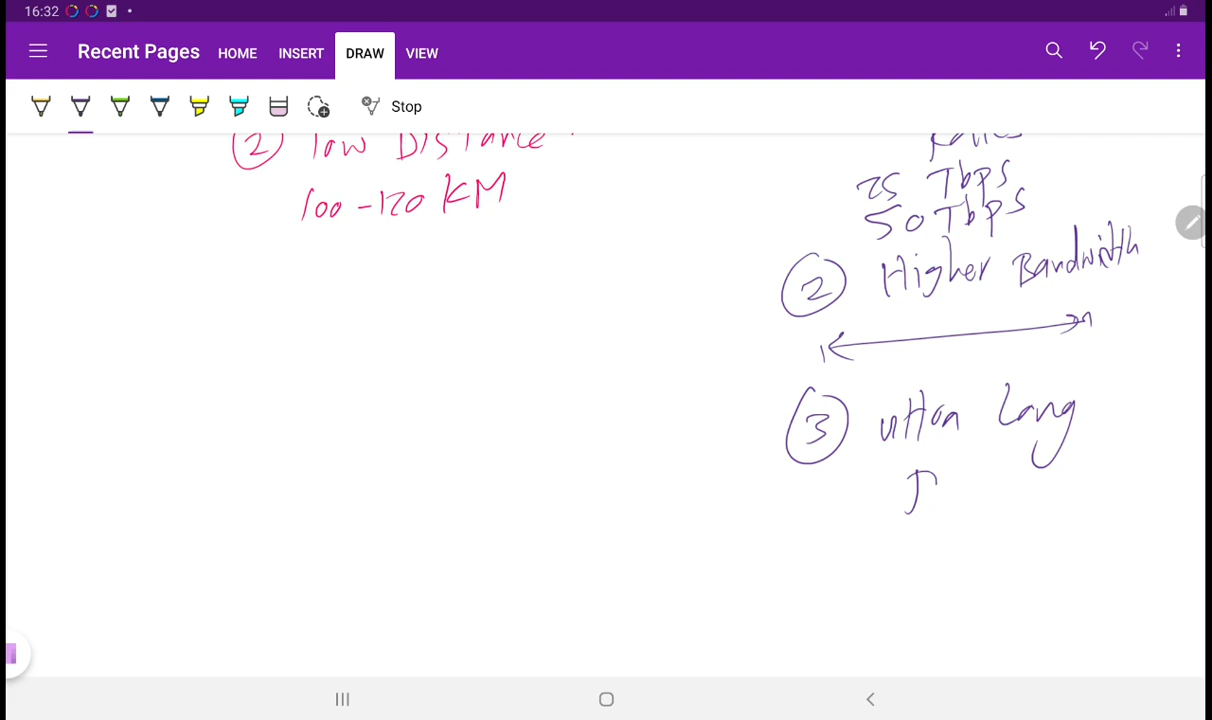 16:32
Recent Pages HOME INSERT DRAW VIEW
Stop
② low Distance
100-120 KM
25 Tbps
50 Tbps
② Higher Bandwidth
③ Lang